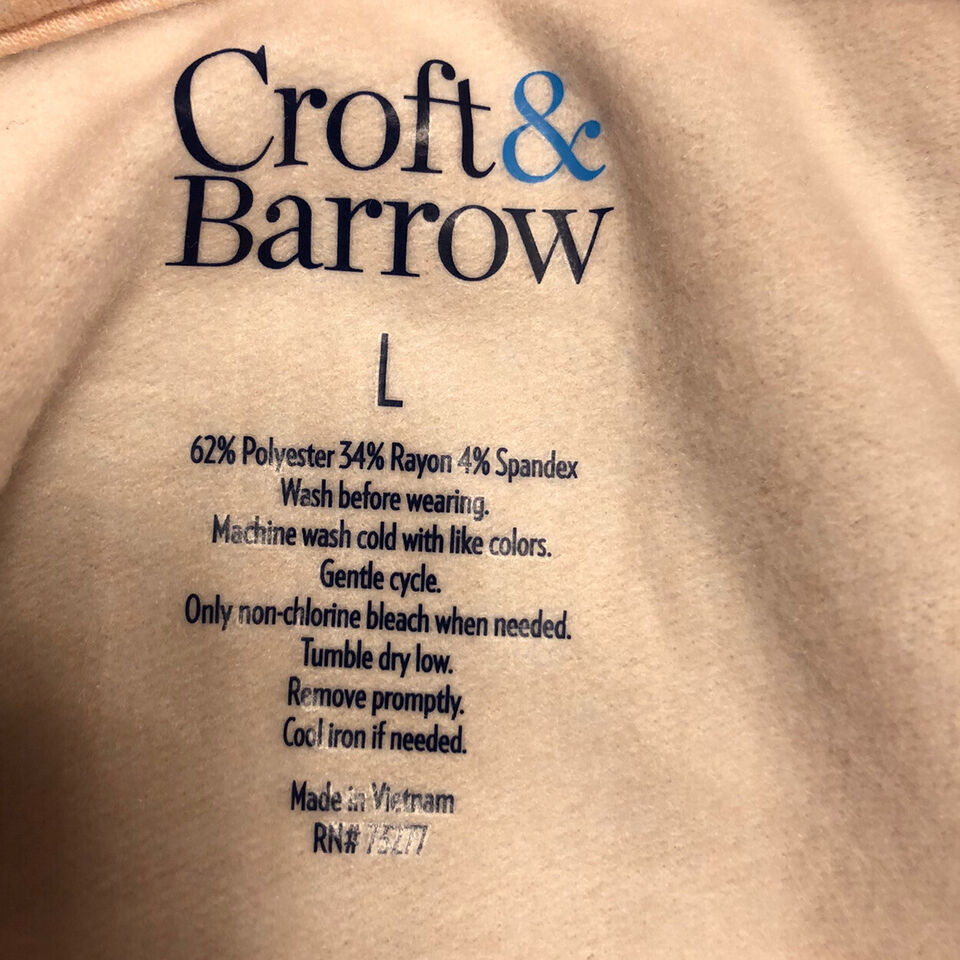 Croft&
Barrow
L
62% Polyester 34% Rayon 4% Spandex
Wash before wearing.
Machine wash cold with like colors.
Gentle cycle.
Only non-chlorine bleach when needed.
Tumble dry low.
Remove promptly.
Cool iron if needed.
Made in Vietnam
RN# 73277